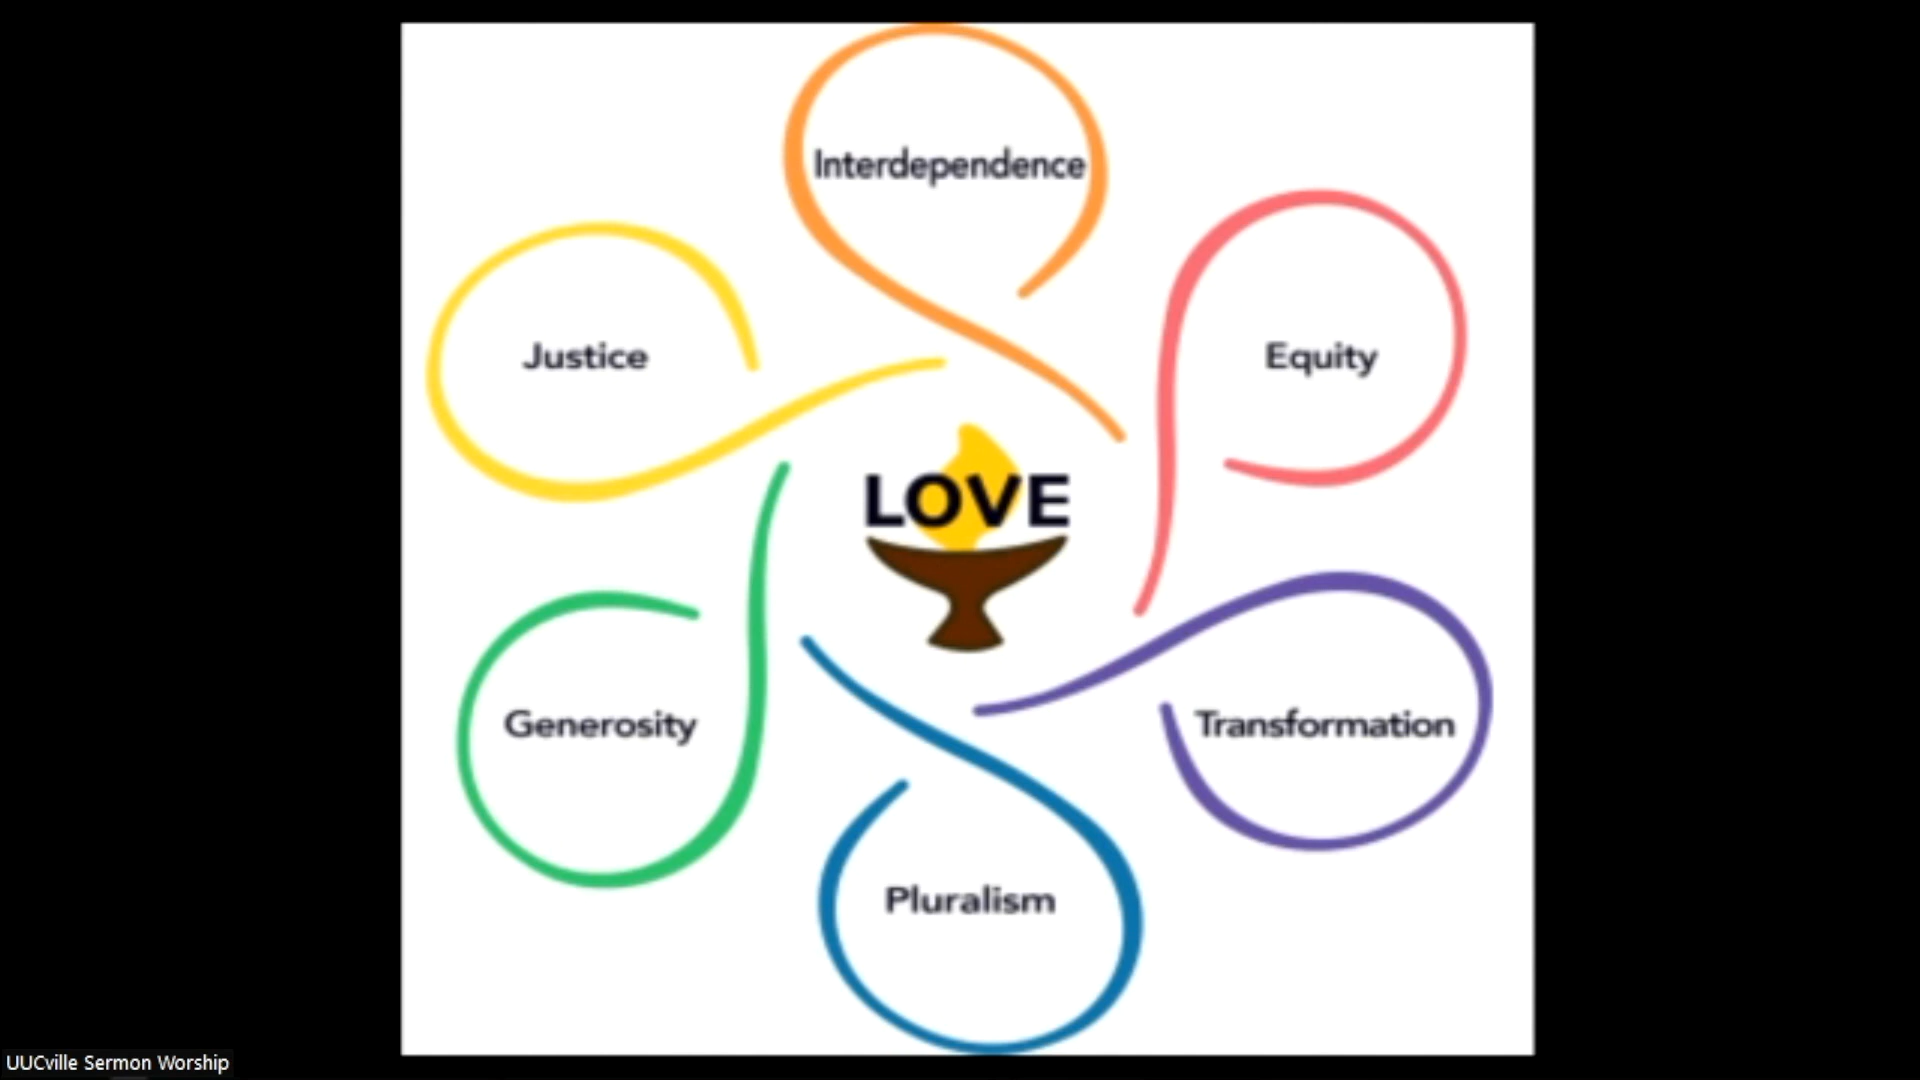 Interdependence
Justice
Equity
LOVE
Generosity
Transformation
Pluralism
UUCville Sermon Worship